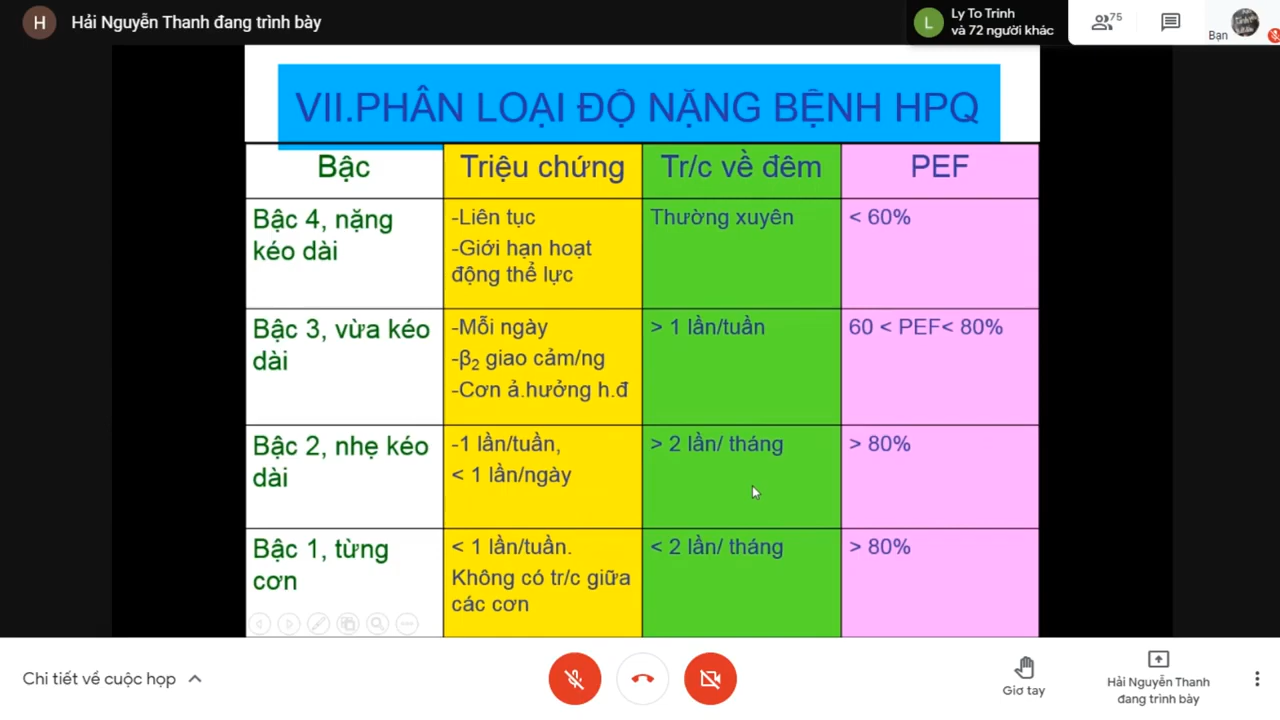 H
Hải Nguyễn Thanh đang trình bày
L
Ly To Trinh
và 72 người khác
75
Bạn
VII.PHÂN LOẠI ĐỘ NẶNG BỆNH HPQ
Bậc
Triệu chứng
Tr/c về đêm
PEF
Bậc 4, nặng
kéo dài
-Liên tục
-Giới hạn hoạt
động thể lực
Thường xuyên
< 60%
Bậc 3, vừa kéo
dài
-Mỗi ngày
-β₂ giao cảm/ng
-Cơn ả.hưởng h.đ
> 1 lần/tuần
60 < PEF< 80%
Bậc 2, nhẹ kéo
dài
-1 lần/tuần,
< 1 lần/ngày
> 2 lần/ tháng
> 80%
Bậc 1, từng
cơn
< 1 lần/tuần.
Không có tr/c giữa
các cơn
< 2 lần/ tháng
> 80%
Chi tiết về cuộc họp
Giơ tay
Hải Nguyễn Thanh
đang trình bày